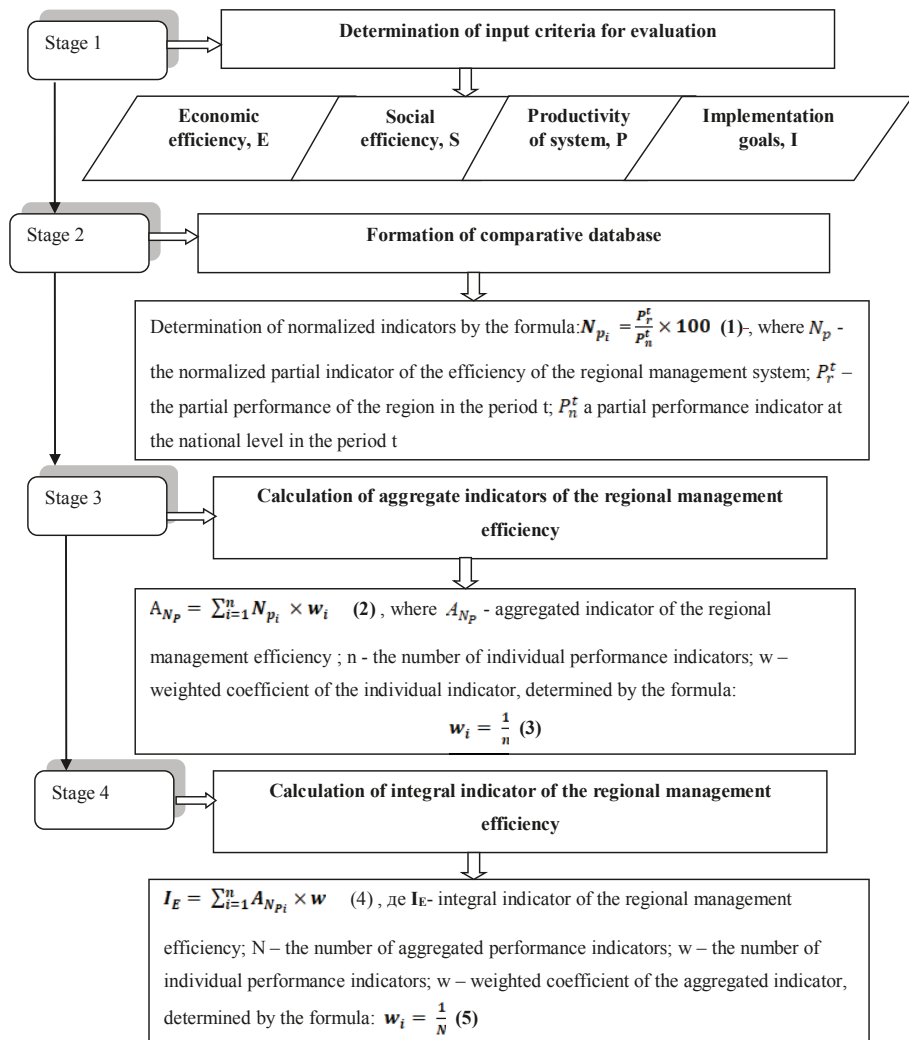 Stage 1
Determination of input criteria for evaluation
Economic
efficiency, E
Social
efficiency, S
Productivity
of system, P
Implementation
goals, I
Stage 2
Formation of comparative database
Determination of normalized indicators by the formula: N_{p_i} = \frac{P_r^t}{P_n^t} × 100 (1)-, where N_p -
the normalized partial indicator of the efficiency of the regional management system; P_r^t –
the partial performance of the region in the period t; P_n^t a partial performance indicator at
the national level in the period t
Stage 3
Calculation of aggregate indicators of the regional management
efficiency
A_{N_P} = \sum_{i=1}^{n} N_{p_i} × w_i (2) , where A_{N_P} - aggregated indicator of the regional
management efficiency ; n - the number of individual performance indicators; w –
weighted coefficient of the individual indicator, determined by the formula:
w_i = \frac{1}{n} (3)
Stage 4
Calculation of integral indicator of the regional management
efficiency
I_E = \sum_{i=1}^{n} A_{N_{P_i}} × w (4) , де I_E- integral indicator of the regional management
efficiency; N – the number of aggregated performance indicators; w – the number of
individual performance indicators; w – weighted coefficient of the aggregated indicator,
determined by the formula: w_i = \frac{1}{N} (5)